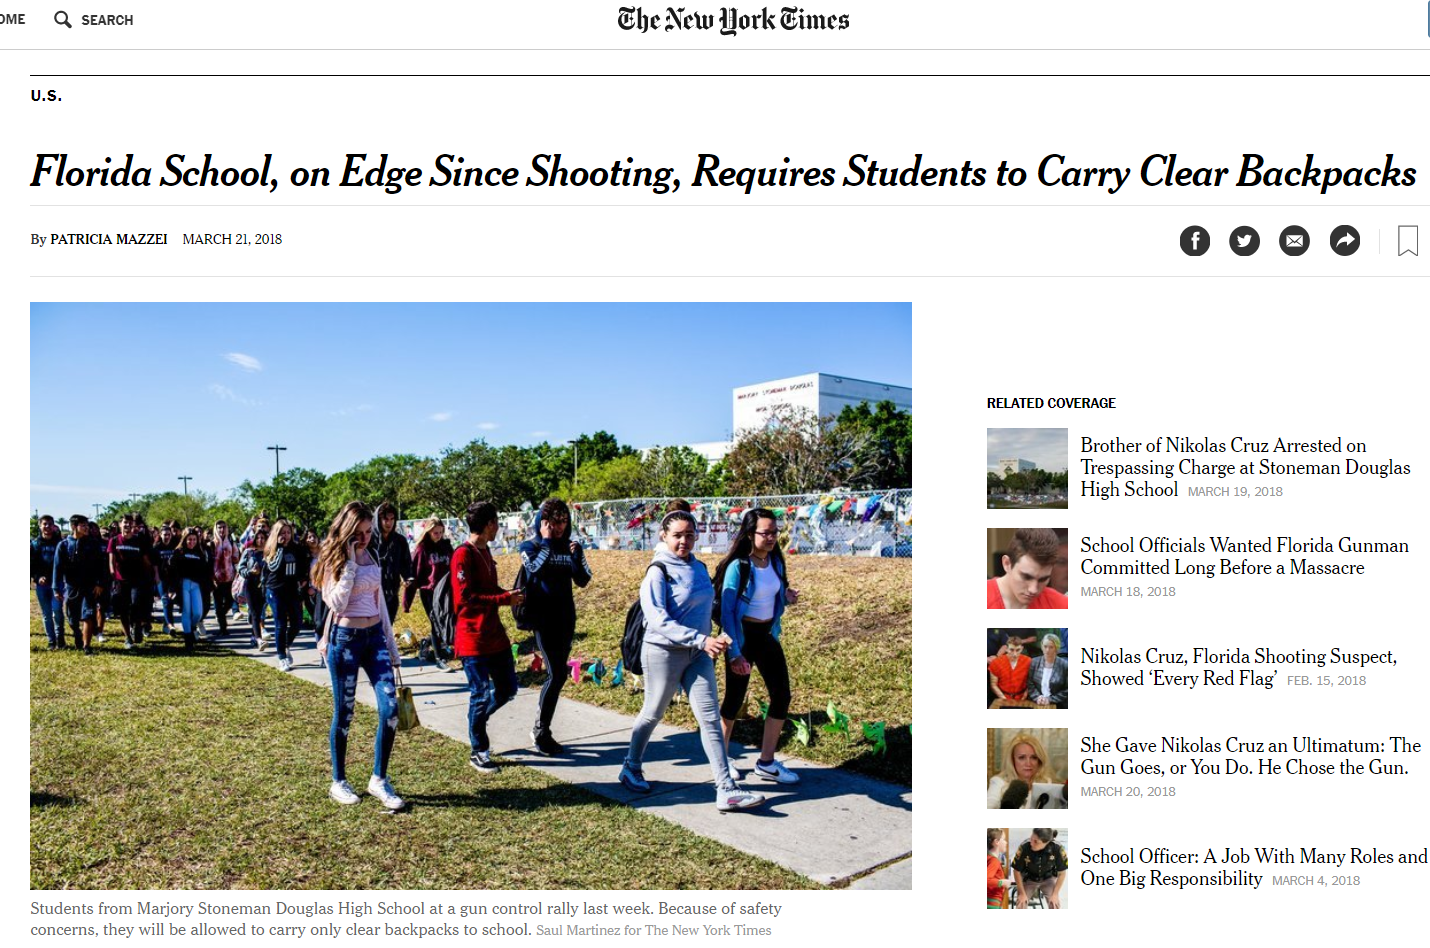 OME
SEARCH
The New York Times
U.S.
Florida School, on Edge Since Shooting, Requires Students to Carry Clear Backpacks
By PATRICIA MAZZEI MARCH 21, 2018
MARJORY STONEMAN DOUGLAS
HIGH SCHOOL
Students from Marjory Stoneman Douglas High School at a gun control rally last week. Because of safety
concerns, they will be allowed to carry only clear backpacks to school. Saul Martinez for The New York Times
RELATED COVERAGE
Brother of Nikolas Cruz Arrested on
Trespassing Charge at Stoneman Douglas
High School MARCH 19, 2018
School Officials Wanted Florida Gunman
Committed Long Before a Massacre
MARCH 18, 2018
Nikolas Cruz, Florida Shooting Suspect,
Showed ‘Every Red Flag’ FEB. 15, 2018
She Gave Nikolas Cruz an Ultimatum: The
Gun Goes, or You Do. He Chose the Gun.
MARCH 20, 2018
School Officer: A Job With Many Roles and
One Big Responsibility MARCH 4, 2018